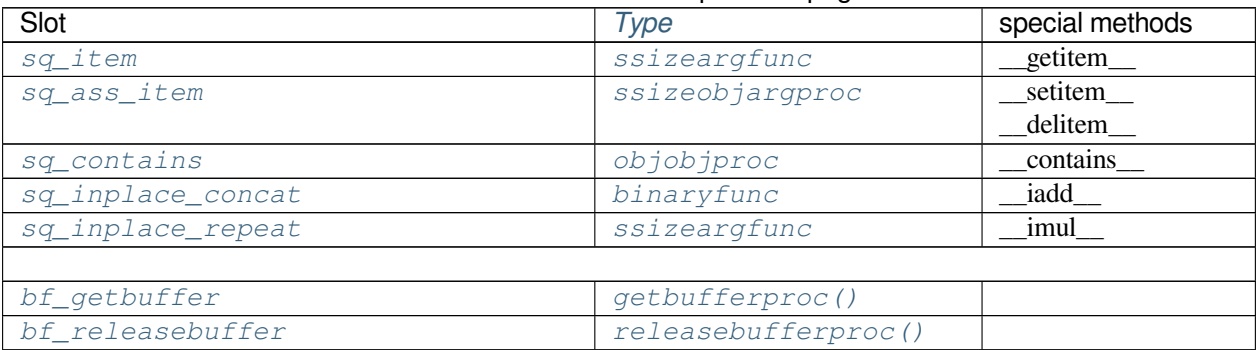 Slot Type special methods
sq_item ssizeargfunc __getitem__
sq_ass_item ssizeobjargproc __setitem__
__delitem__
sq_contains objobjproc __contains__
sq_inplace_concat binaryfunc __iadd__
sq_inplace_repeat ssizeargfunc __imul__
bf_getbuffer getbufferproc()
bf_releasebuffer releasebufferproc()